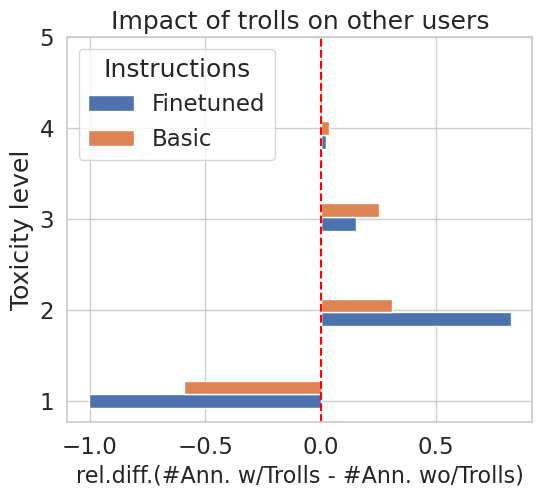 Impact of trolls on other users
Instructions
Finetuned
Basic
Toxicity level
5
4
3
2
1
−1.0 −0.5 0.0 0.5
rel.diff.(#Ann. w/Trolls - #Ann. wo/Trolls)